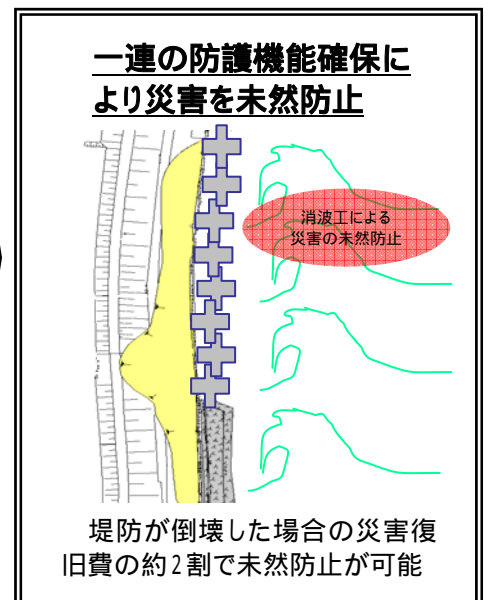 一連の防護機能確保に
より災害を未然防止
消波工による
災害の未然防止
堤防が倒壊した場合の災害復
旧費の約2割で未然防止が可能